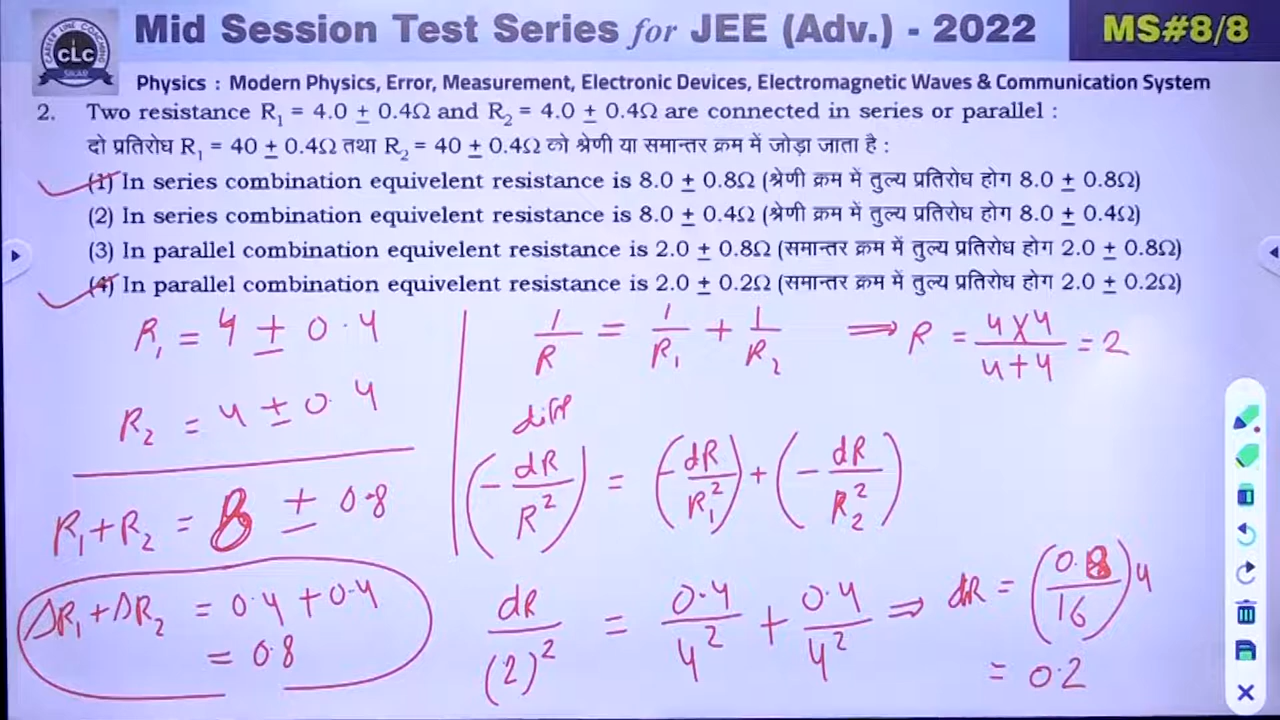 Mid Session Test Series for JEE (Adv.) - 2022 MS#8/8
CAREER LINE COACHING
CLC
SIKAR
Physics : Modern Physics, Error, Measurement, Electronic Devices, Electromagnetic Waves & Communication System
2. Two resistance R₁ = 4.0 ± 0.4Ω and R₂ = 4.0 ± 0.4Ω are connected in series or parallel :
दो प्रतिरोध R₁ = 40 ± 0.4Ω तथा R₂ = 40 ± 0.4Ω को श्रेणी या समान्तर क्रम में जोड़ा जाता है :
(1) In series combination equivelent resistance is 8.0 ± 0.8Ω (श्रेणी क्रम में तुल्य प्रतिरोध होग 8.0 ± 0.8Ω)
(2) In series combination equivelent resistance is 8.0 ± 0.4Ω (श्रेणी क्रम में तुल्य प्रतिरोध होग 8.0 ± 0.4Ω)
(3) In parallel combination equivelent resistance is 2.0 ± 0.8Ω (समान्तर क्रम में तुल्य प्रतिरोध होग 2.0 ± 0.8Ω)
(4) In parallel combination equivelent resistance is 2.0 ± 0.2Ω (समान्तर क्रम में तुल्य प्रतिरोध होग 2.0 ± 0.2Ω)
R₁ = 4 ± 0.4
R₂ = 4 ± 0.4
R₁+R₂ = 8 ± 0.8
ΔR₁+ΔR₂ = 0.4+0.4
= 0.8
1/R = 1/R₁ + 1/R₂ ⇒ R = 4×4/4+4 = 2
diff
(-dR/R²) = (-dR/R₁²) + (-dR/R₂²)
dR/(2)² = 0.4/4² + 0.4/4² ⇒ dR = (0.8/16)4
= 0.2